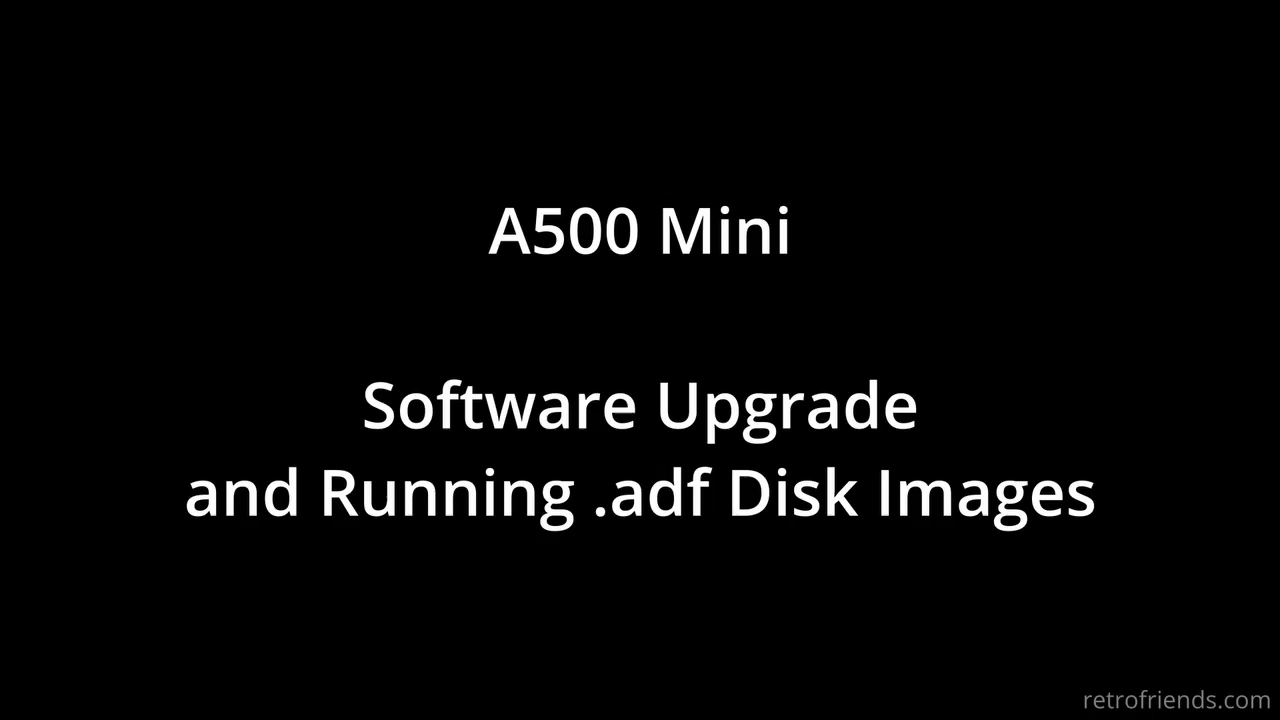 A500 Mini
Software Upgrade
and Running .adf Disk Images
retrofriends.com